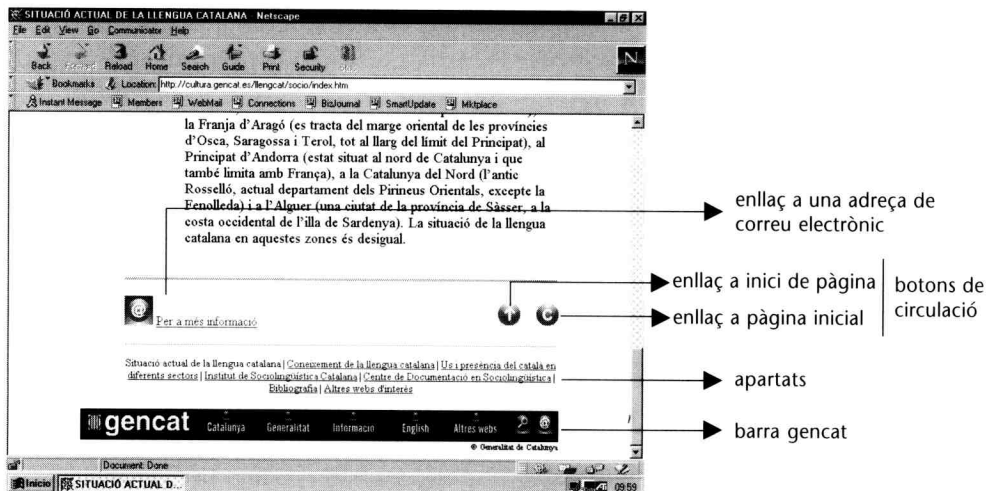 SITUACIÓ ACTUAL DE LA LLENGUA CATALANA Netscape
File Edit View Go Communicator Help
Back Forward Reload Home Search Guide Print Security
Bookmarks Location: http://cultura.gencat.es/llengcat/socio/index.htm
Instant Message Members WebMail Connections BizJournal SmartUpdate Mktplace
la Franja d'Aragó (es tracta del marge oriental de les províncies
d'Osca, Saragossa i Terol, tot al llarg del límit del Principat), al
Principat d'Andorra (estat situat al nord de Catalunya i que
també limita amb França), a la Catalunya del Nord (l'antic
Rosselló, actual departament dels Pirineus Orientals, excepte la
Fenolleda) i a l'Alguer (una ciutat de la província de Sàsser, a la
costa occidental de l'illa de Sardenya). La situació de la llengua
catalana en aquestes zones és desigual.
enllaç a una adreça de
correu electrònic
@ Per a més informació
C
enllaç a inici de pàgina
enllaç a pàgina inicial
botons de
circulació
Situació actual de la llengua catalana | Coneixement de la llengua catalana | Ús i presència del català en
diferents sectors | Institut de Sociolingüística Catalana | Centre de Documentació en Sociolingüística |
Bibliografia | Altres webs d'interès
apartats
gencat Catalunya Generalitat Informació English Altres webs @
barra gencat
© Generalitat de Catalunya
Document: Done
Inicio SITUACIÓ ACTUAL D... 09:59